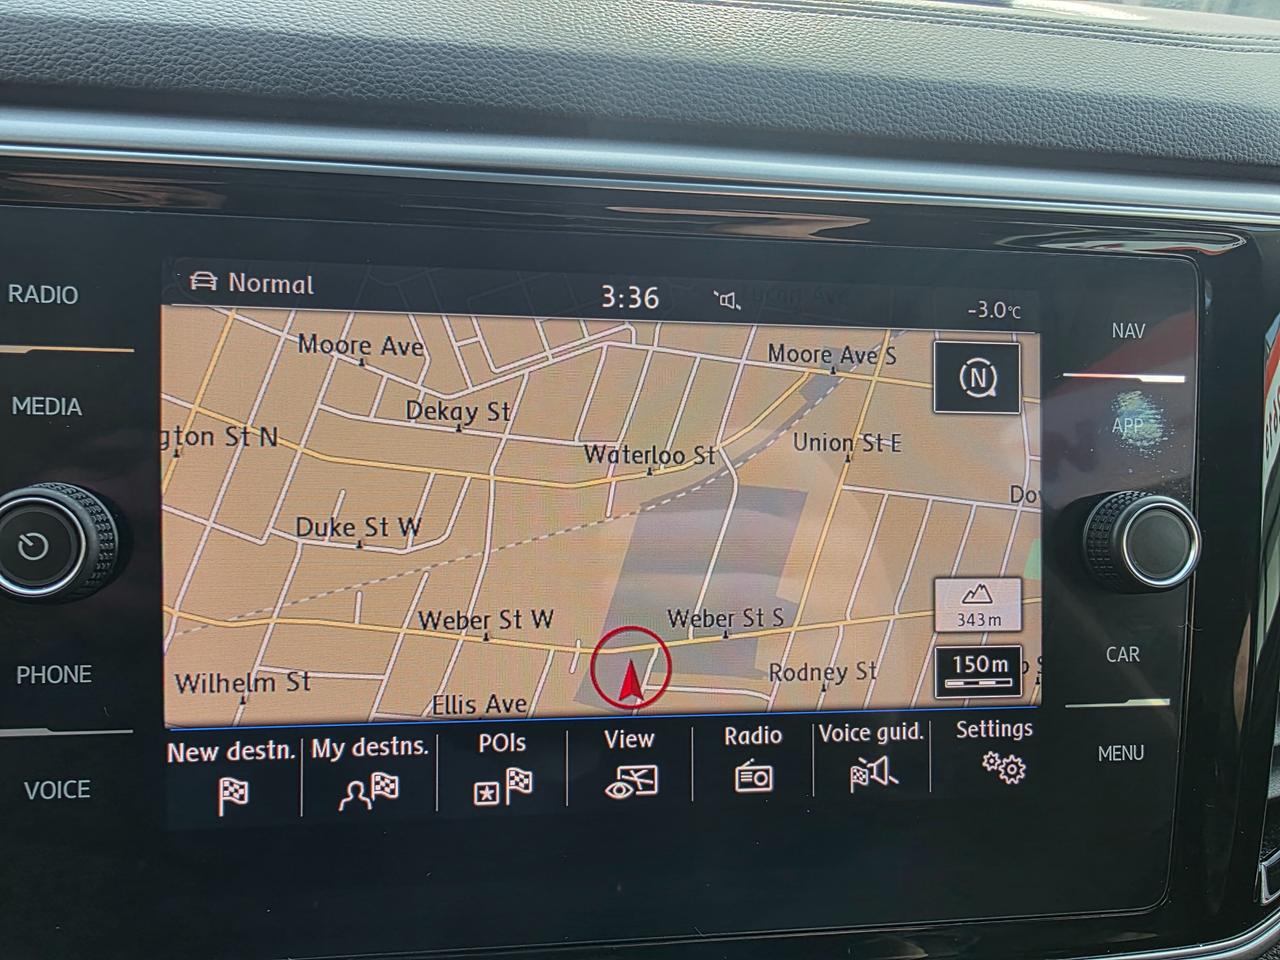 RADIO
MEDIA
PHONE
VOICE
Normal
3:36
-3.0°C
Moore Ave
Moore Ave S
N
Dekay St
gton St N
Waterloo St
Union St E
Do
Duke St W
Weber St W
Weber St S
343m
Wilhelm St
Ellis Ave
Rodney St
150m
New destn.
My destns.
POIs
View
Radio
Voice guid.
Settings
NAV
APP
CAR
MENU